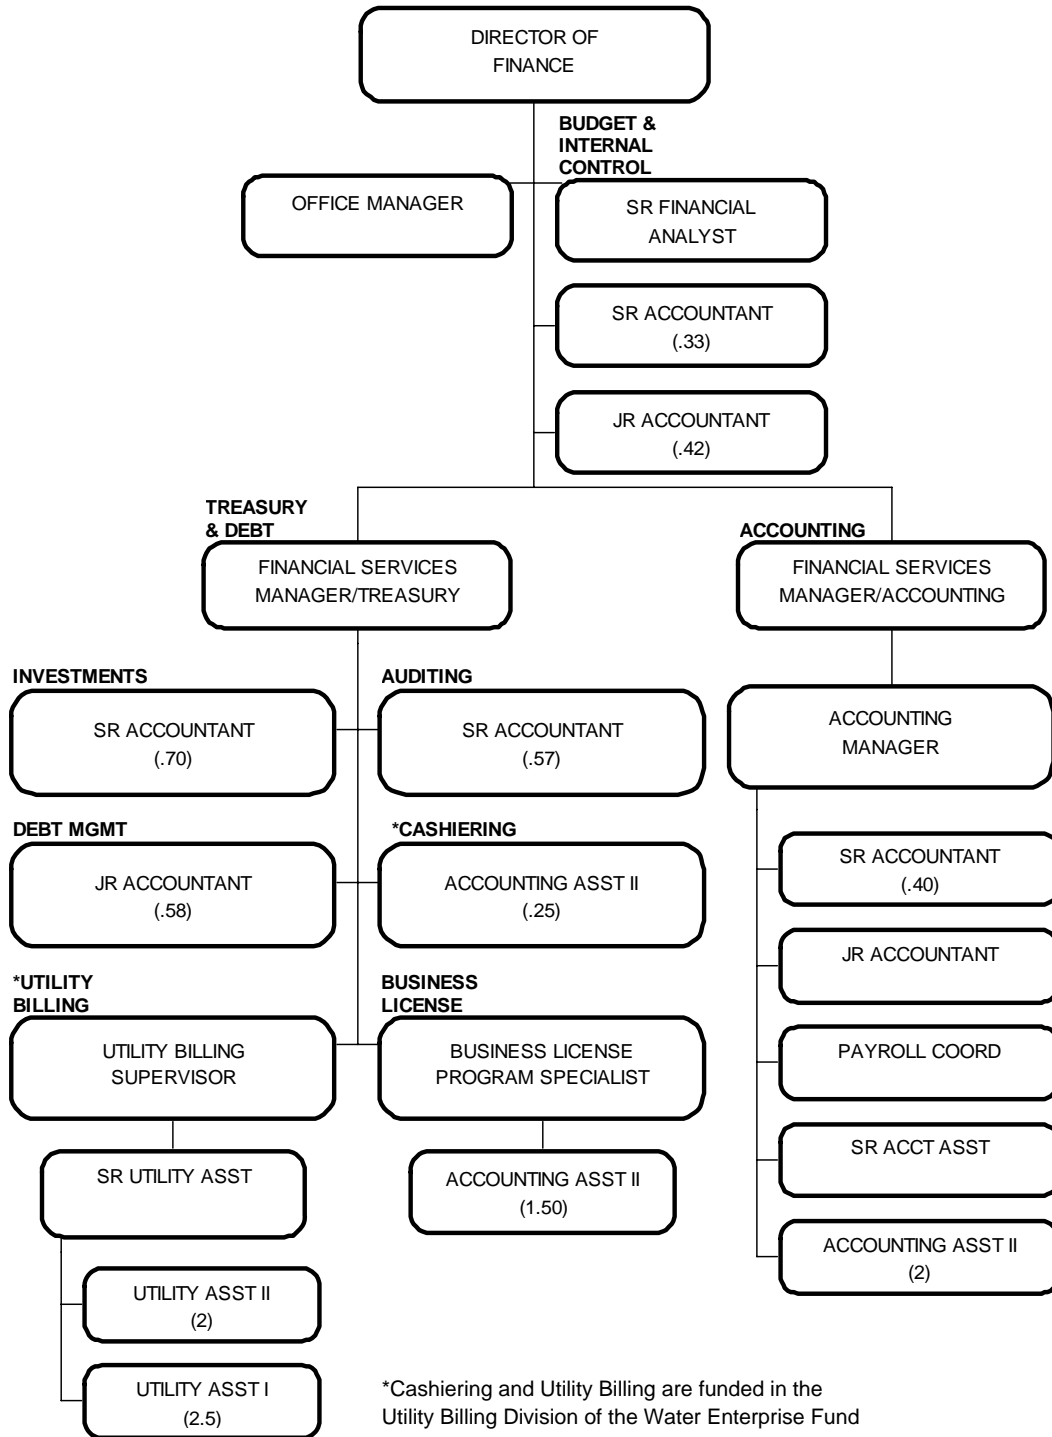 DIRECTOR OF
FINANCE
BUDGET &
INTERNAL
CONTROL
OFFICE MANAGER
SR FINANCIAL
ANALYST
SR ACCOUNTANT
(.33)
JR ACCOUNTANT
(.42)
TREASURY
& DEBT
FINANCIAL SERVICES
MANAGER/TREASURY
ACCOUNTING
FINANCIAL SERVICES
MANAGER/ACCOUNTING
INVESTMENTS
SR ACCOUNTANT
(.70)
AUDITING
SR ACCOUNTANT
(.57)
ACCOUNTING
MANAGER
DEBT MGMT
JR ACCOUNTANT
(.58)
*CASHIERING
ACCOUNTING ASST II
(.25)
SR ACCOUNTANT
(.40)
JR ACCOUNTANT
*UTILITY
BILLING
UTILITY BILLING
SUPERVISOR
BUSINESS
LICENSE
BUSINESS LICENSE
PROGRAM SPECIALIST
PAYROLL COORD
SR UTILITY ASST
ACCOUNTING ASST II
(1.50)
SR ACCT ASST
ACCOUNTING ASST II
(2)
UTILITY ASST II
(2)
UTILITY ASST I
(2.5)
*Cashiering and Utility Billing are funded in the
Utility Billing Division of the Water Enterprise Fund